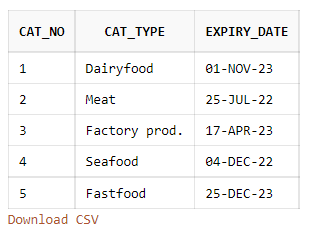 CAT_NO CAT_TYPE EXPIRY_DATE
1 Dairyfood 01-NOV-23
2 Meat 25-JUL-22
3 Factory prod. 17-APR-23
4 Seafood 04-DEC-22
5 Fastfood 25-DEC-23
Download CSV